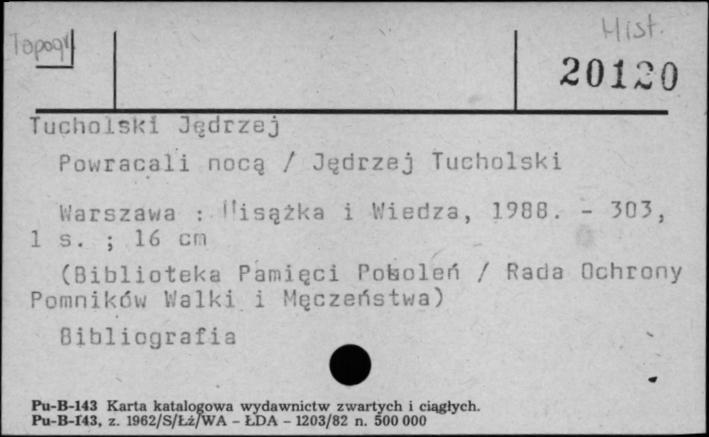 Topogr
Hist.
20120
Tucholski Jędrzej
Powracali nocą / Jędrzej Tucholski
Warszawa : Książka i Wiedza, 1988. - 303,
1 s. ; 16 cm
(Biblioteka Pamięci Pokoleń / Rada Ochrony
Pomników Walki i Męczeństwa)
Bibliografia
Pu-B-143 Karta katalogowa wydawnictw zwartych i ciągłych.
Pu-B-143, z. 1962/S/Łż/WA - ŁDA - 1203/82 n. 500 000